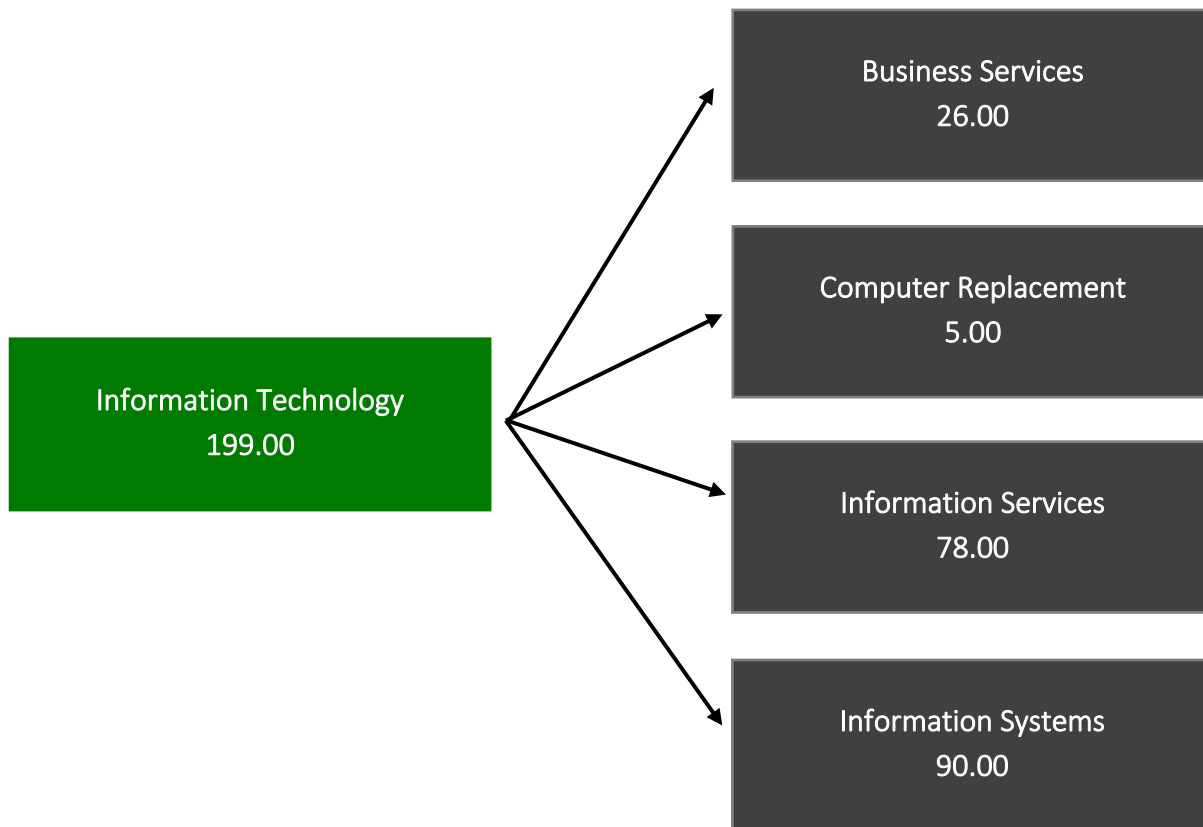 Business Services
26.00
Computer Replacement
5.00
Information Technology
199.00
Information Services
78.00
Information Systems
90.00